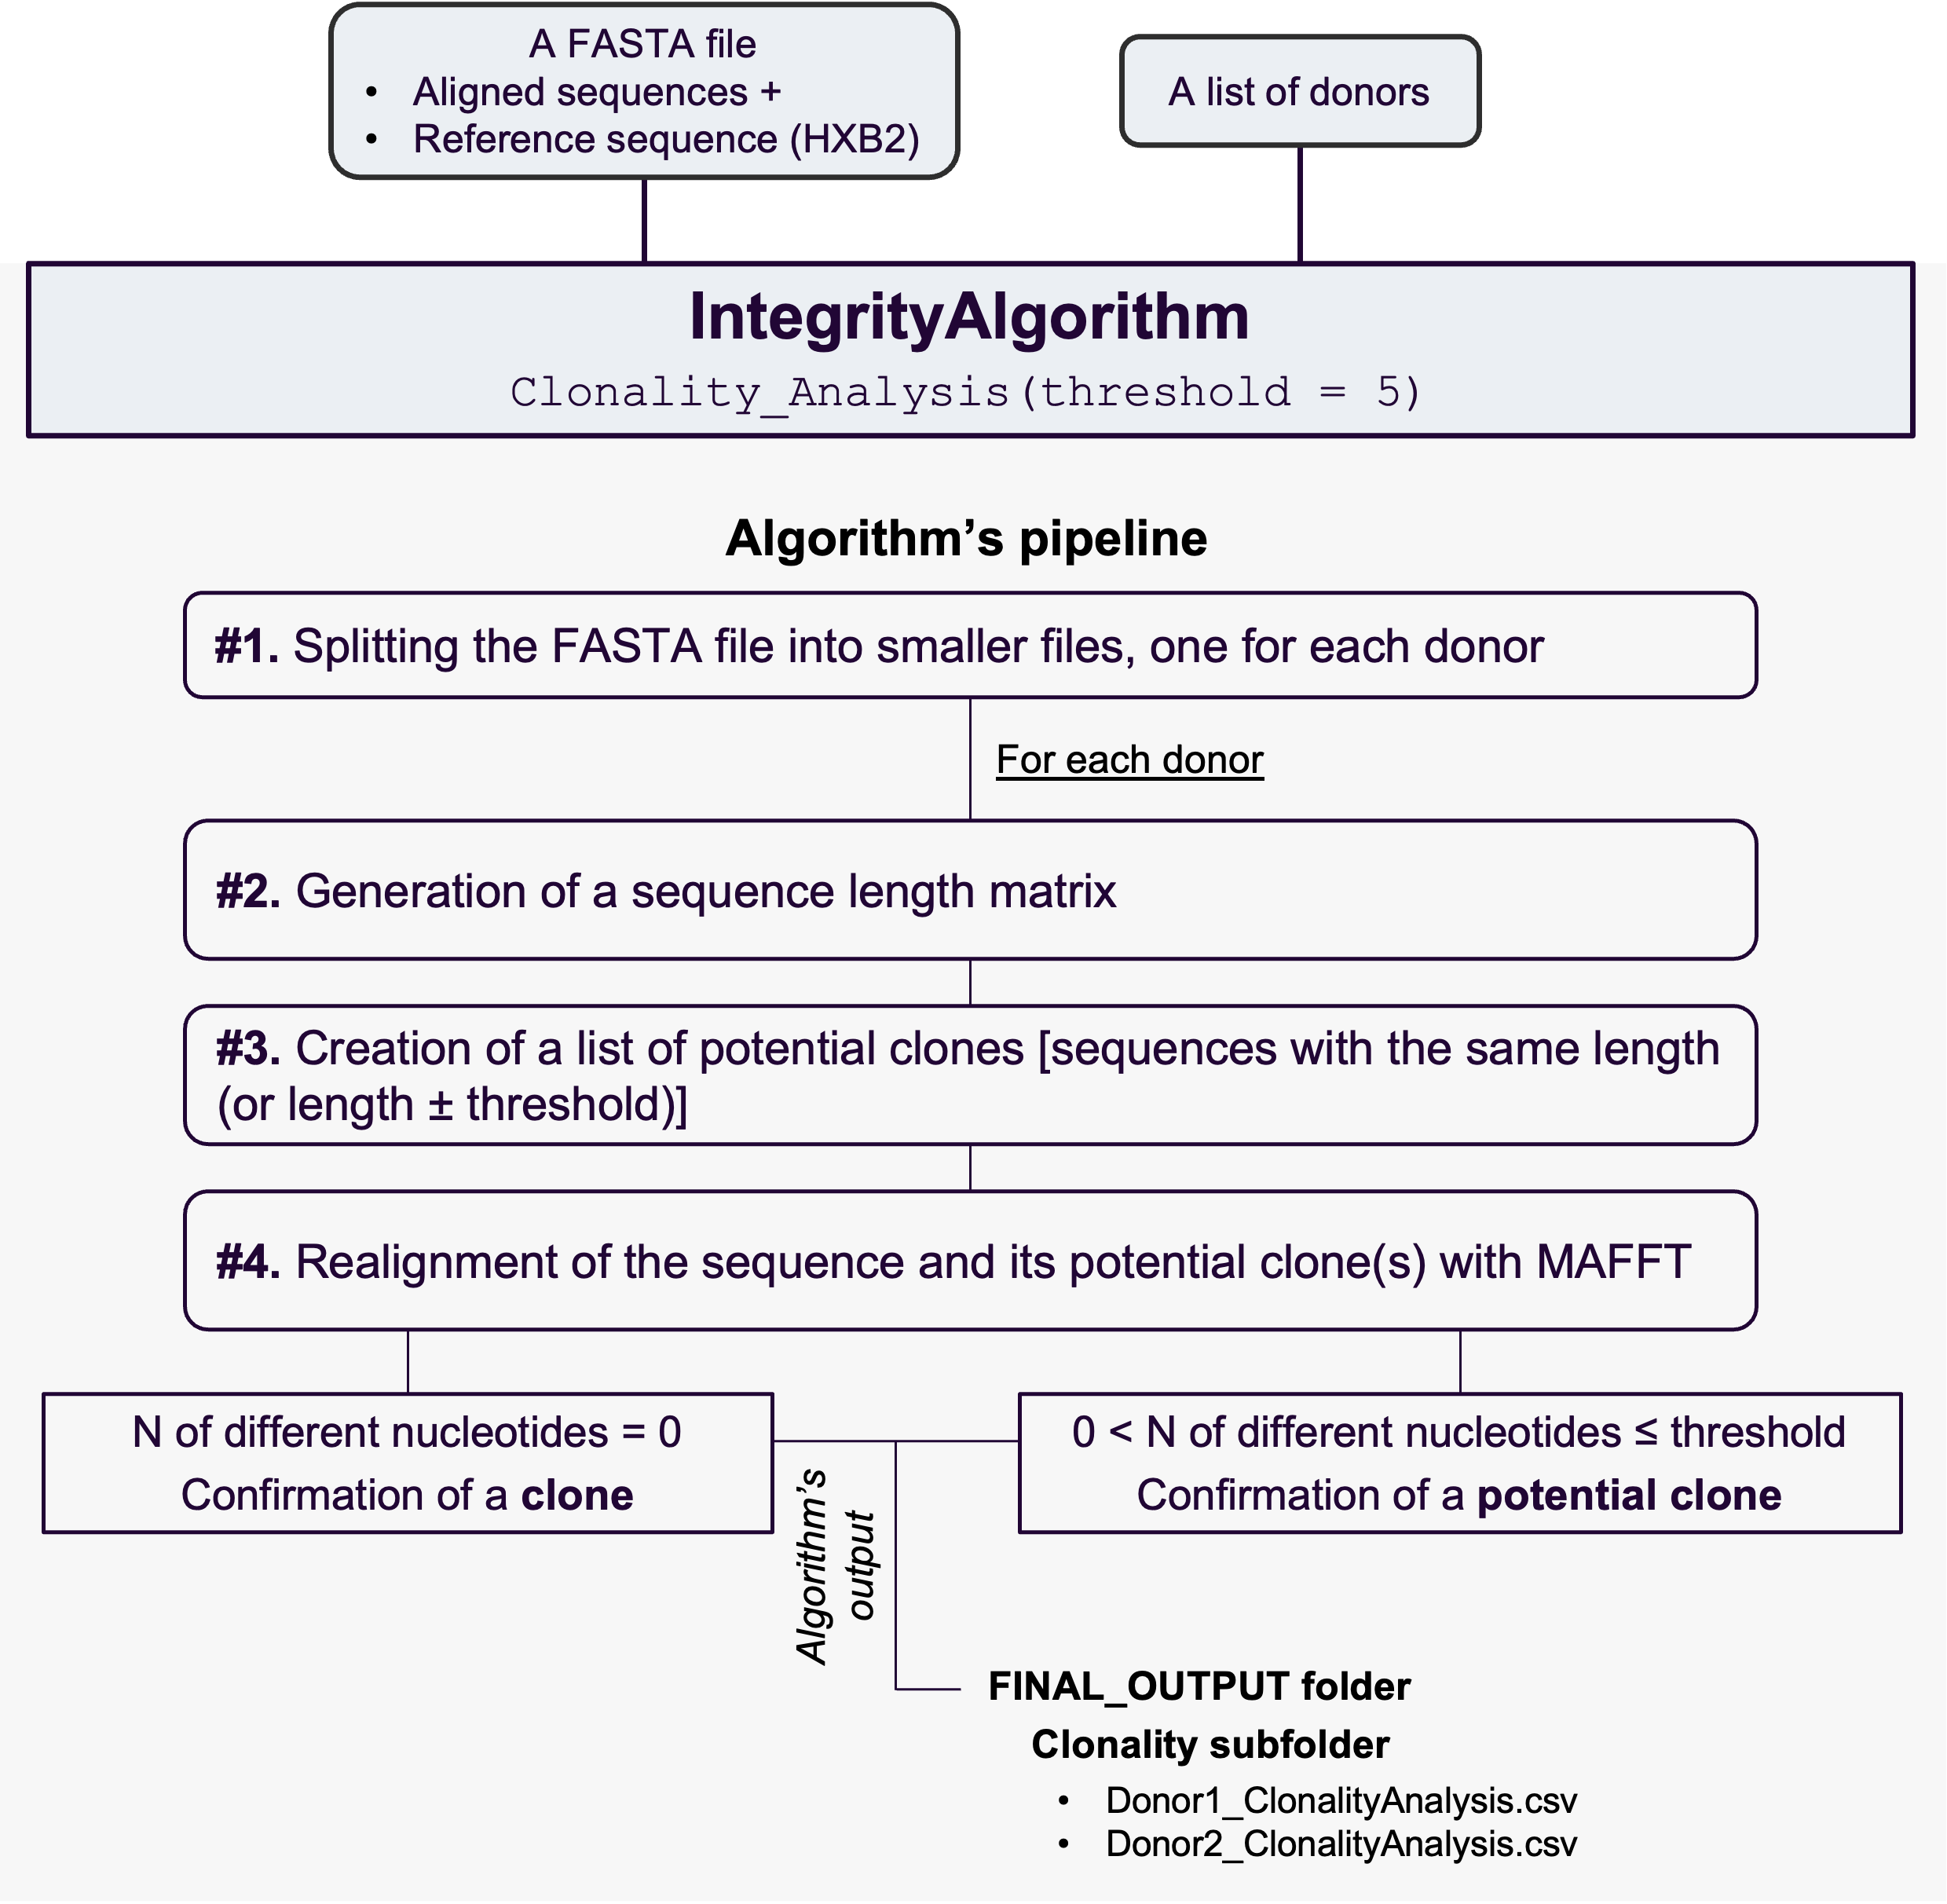 A FASTA file
• Aligned sequences +
• Reference sequence (HXB2)
A list of donors
IntegrityAlgorithm
Clonality_Analysis(threshold = 5)
Algorithm’s pipeline
#1. Splitting the FASTA file into smaller files, one for each donor
For each donor
#2. Generation of a sequence length matrix
#3. Creation of a list of potential clones [sequences with the same length
(or length ± threshold)]
#4. Realignment of the sequence and its potential clone(s) with MAFFT
N of different nucleotides = 0
Confirmation of a clone
0 < N of different nucleotides ≤ threshold
Confirmation of a potential clone
Algorithm’s
output
FINAL_OUTPUT folder
Clonality subfolder
• Donor1_ClonalityAnalysis.csv
• Donor2_ClonalityAnalysis.csv